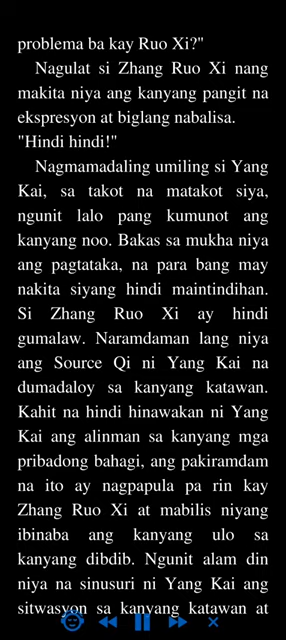 problema ba kay Ruo Xi?"
Nagulat si Zhang Ruo Xi nang
makita niya ang kanyang pangit na
ekspresyon at biglang nabalisa.
"Hindi hindi!"
Nagmamadaling umiling si Yang
Kai, sa takot na matakot siya,
ngunit lalo pang kumunot ang
kanyang noo. Bakas sa mukha niya
ang pagtataka, na para bang may
nakita siyang hindi maintindihan.
Si Zhang Ruo Xi ay hindi
gumalaw. Naramdaman lang niya
ang Source Qi ni Yang Kai na
dumadaloy sa kanyang katawan.
Kahit na hindi hinawakan ni Yang
Kai ang alinman sa kanyang mga
pribadong bahagi, ang pakiramdam
na ito ay nagpapula pa rin kay
Zhang Ruo Xi at mabilis niyang
ibinaba ang kanyang ulo sa
kanyang dibdib. Ngunit alam din
niya na sinusuri ni Yang Kai ang
sitwasyon sa kanyang katawan at